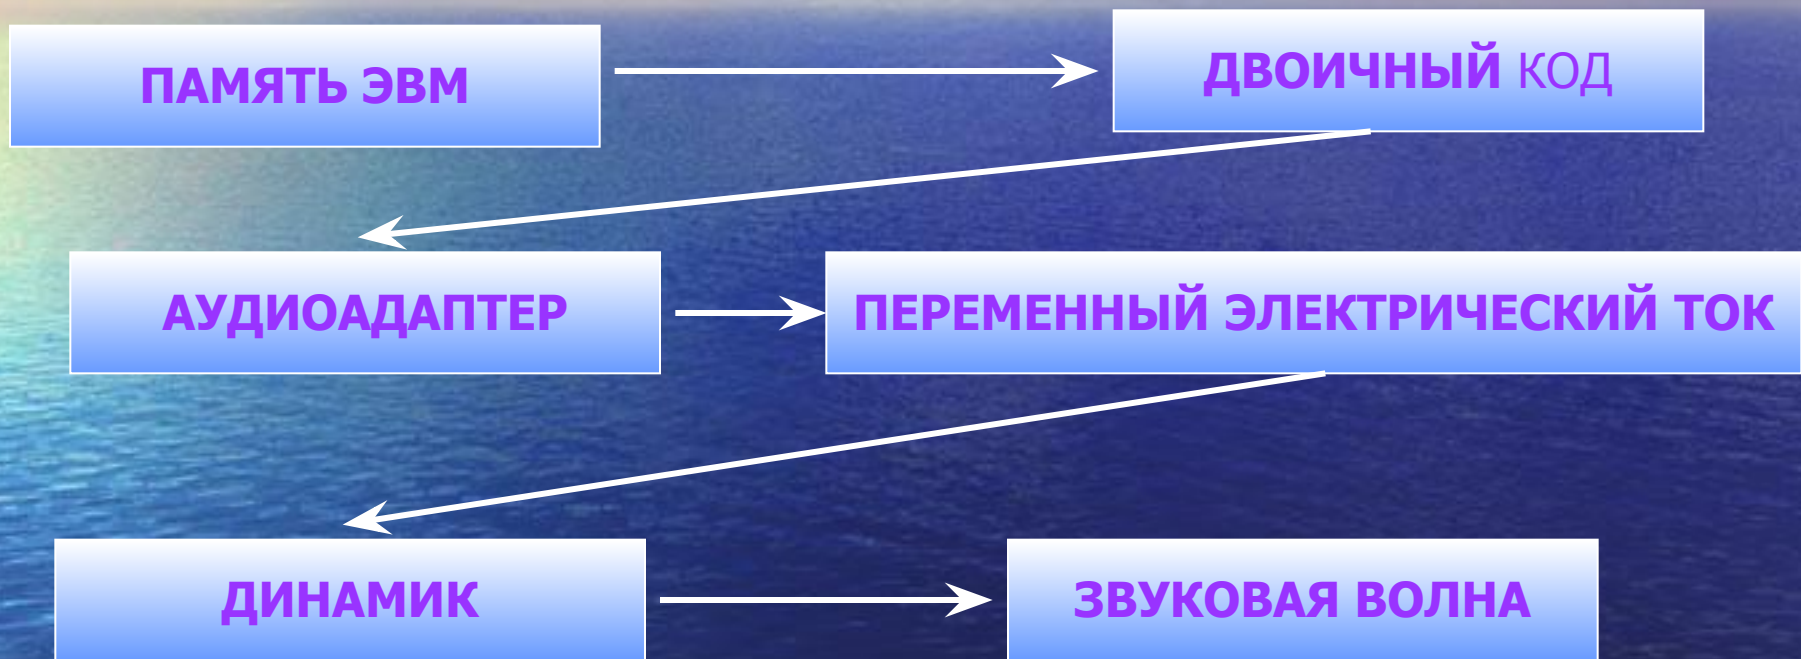 ПАМЯТЬ ЭВМ
ДВОИЧНЫЙ КОД
АУДИОАДАПТЕР
ПЕРЕМЕННЫЙ ЭЛЕКТРИЧЕСКИЙ ТОК
ДИНАМИК
ЗВУКОВАЯ ВОЛНА